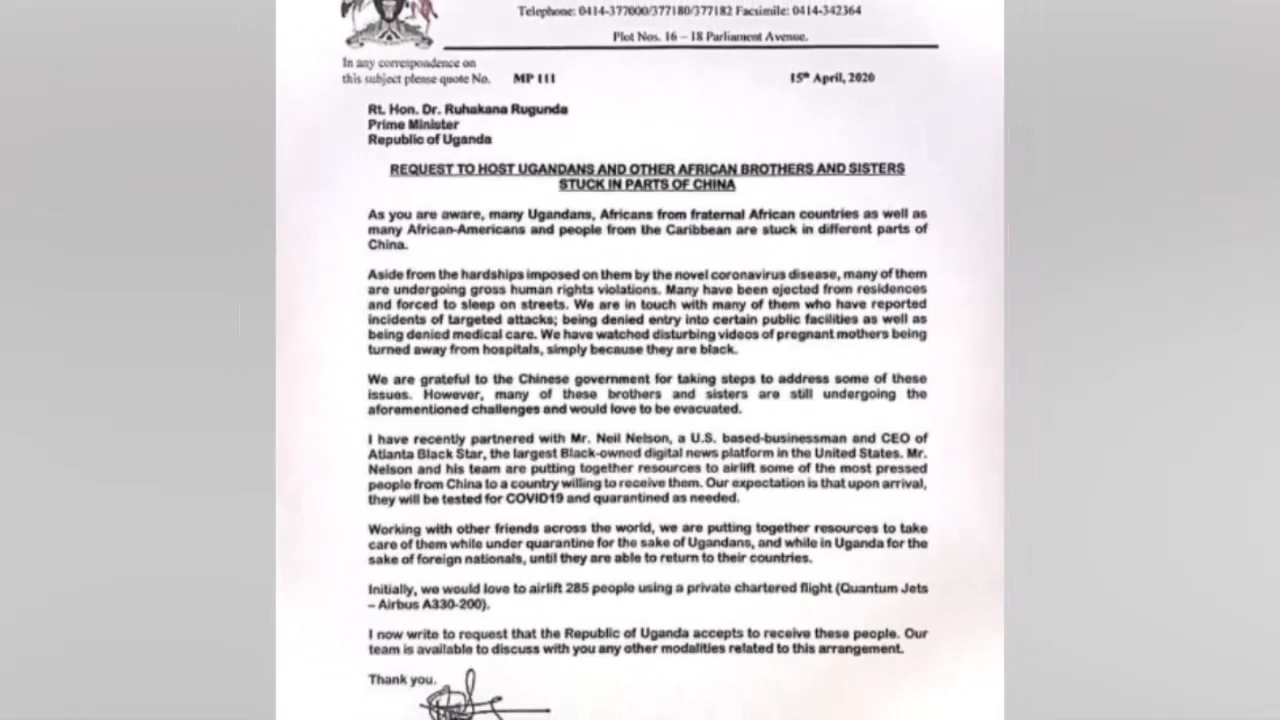 Telephone: 0414-377000/377180/377182 Facsimile: 0414-342364
Plot Nos. 16 – 18 Parliament Avenue.
In any correspondence on
this subject please quote No. MP 111
15th April, 2020
Rt. Hon. Dr. Ruhakana Rugunda
Prime Minister
Republic of Uganda
REQUEST TO HOST UGANDANS AND OTHER AFRICAN BROTHERS AND SISTERS
STUCK IN PARTS OF CHINA
As you are aware, many Ugandans, Africans from fraternal African countries as well as
many African-Americans and people from the Caribbean are stuck in different parts of
China.
Aside from the hardships imposed on them by the novel coronavirus disease, many of them
are undergoing gross human rights violations. Many have been ejected from residences
and forced to sleep on streets. We are in touch with many of them who have reported
incidents of targeted attacks; being denied entry into certain public facilities as well as
being denied medical care. We have watched disturbing videos of pregnant mothers being
turned away from hospitals, simply because they are black.
We are grateful to the Chinese government for taking steps to address some of these
issues. However, many of these brothers and sisters are still undergoing the
aforementioned challenges and would love to be evacuated.
I have recently partnered with Mr. Neil Nelson, a U.S. based-businessman and CEO of
Atlanta Black Star, the largest Black-owned digital news platform in the United States. Mr.
Nelson and his team are putting together resources to airlift some of the most pressed
people from China to a country willing to receive them. Our expectation is that upon arrival,
they will be tested for COVID19 and quarantined as needed.
Working with other friends across the world, we are putting together resources to take
care of them while under quarantine for the sake of Ugandans, and while in Uganda for the
sake of foreign nationals, until they are able to return to their countries.
Initially, we would love to airlift 285 people using a private chartered flight (Quantum Jets
– Airbus A330-200).
I now write to request that the Republic of Uganda accepts to receive these people. Our
team is available to discuss with you any other modalities related to this arrangement.
Thank you.